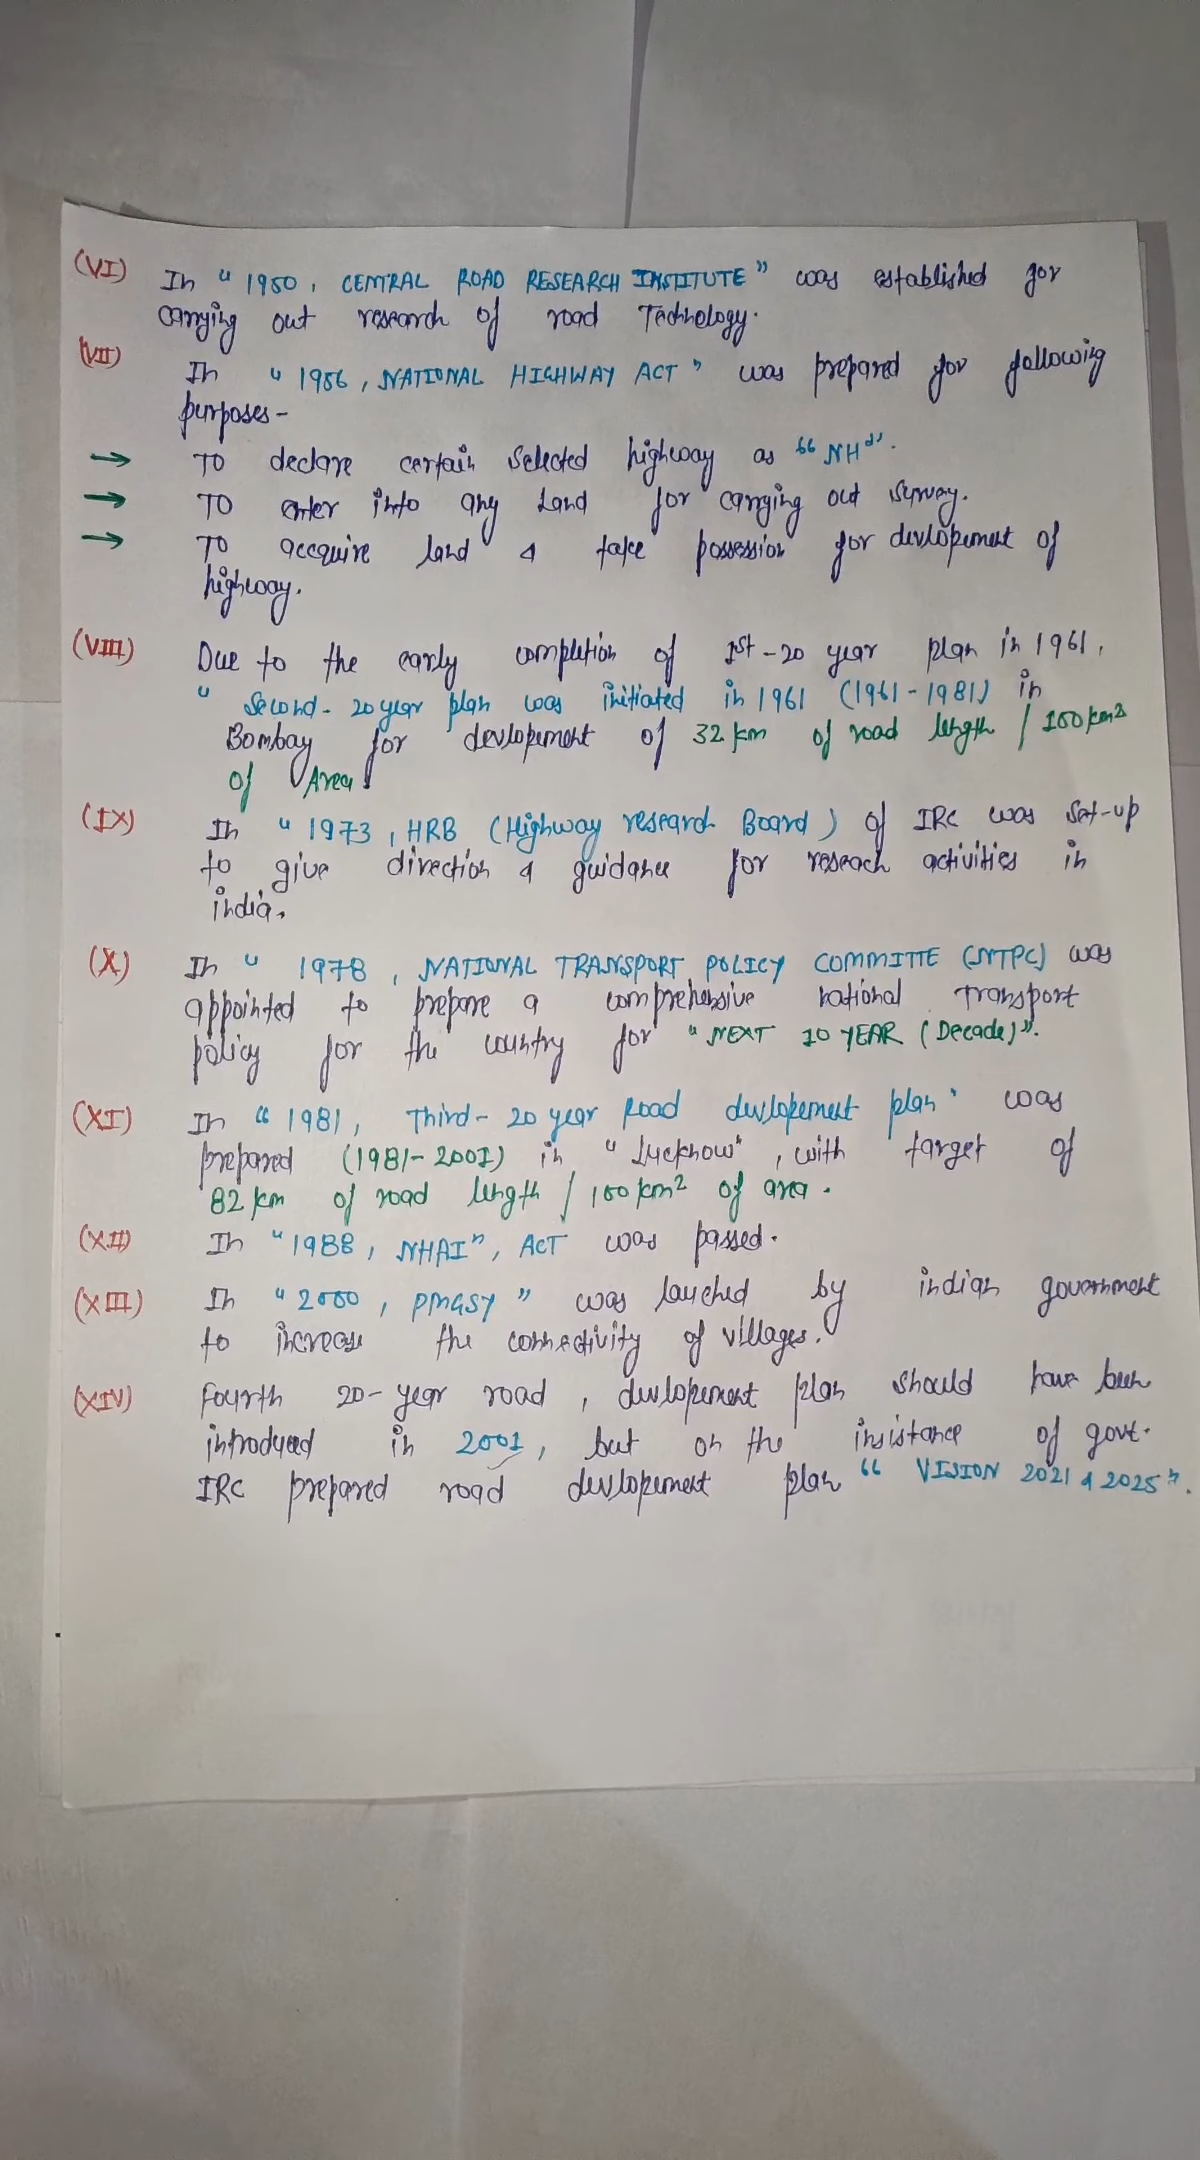 (VI) In "1950, CENTRAL ROAD RESEARCH INSTITUTE" was established for
carrying out research of road Technology.
(VII) In "1956, NATIONAL HIGHWAY ACT" was prepared for following
purposes-
→ TO declare certain selected highway as "NH".
→ TO enter into any land for carrying out survey.
→ TO accquire land & take possession for devlopement of
highway.
(VIII) Due to the early completion of 1st-20 year plan in 1961,
"Second-20 year plan was initiated in 1961 (1961-1981) in
Bombay for devlopement of 32 km of road length / 100 km²
of Area.
(IX) In "1973, HRB (Highway research Board) of IRC was set-up
to give direction & guidance for reseach activities in
india.
(X) In "1978, NATIONAL TRANSPORT POLICY COMMITTE (NTPC) was
appointed to prepare a comprehensive national transport
policy for the country for "NEXT 10 YEAR (Decade)".
(XI) In "1981, Third-20 year Road devlopement plan" was
prepared (1981-2001) in "Lucknow", with target of
82 km of road length / 100 km² of area.
(XII) In "1988, NHAI", ACT was passed.
(XIII) In "2000, PMGSY" was lauched by indian government
to increase the connectivity of villages.
(XIV) Fourth 20-year road, devlopement plan should have been
introduced in 2001, but on the insistance of govt.
IRC prepared road devlopement plan "VISION 2021 & 2025".